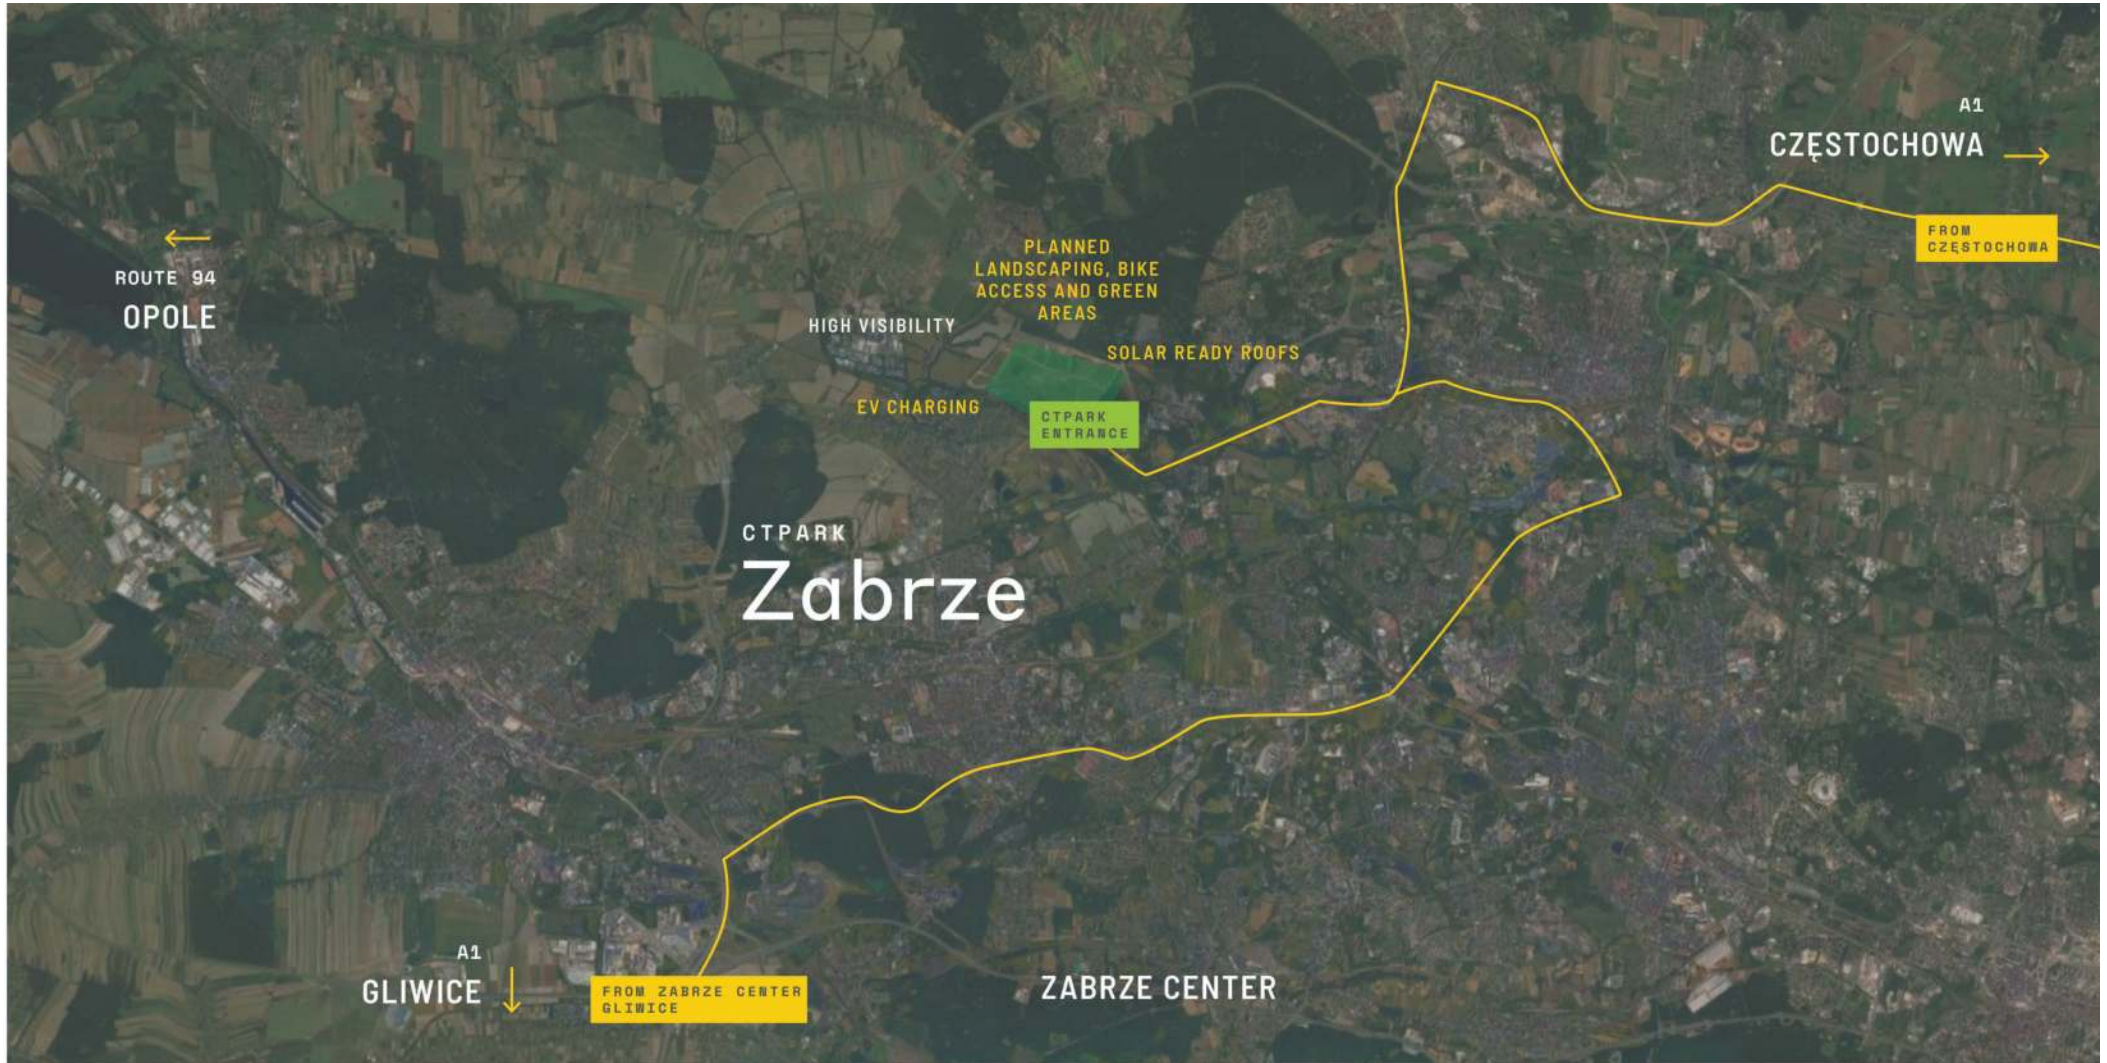 A1
CZĘSTOCHOWA
FROM
CZĘSTOCHOWA
ROUTE 94
OPOLE
PLANNED
LANDSCAPING, BIKE
ACCESS AND GREEN
AREAS
HIGH VISIBILITY
SOLAR READY ROOFS
EV CHARGING
CTPARK
ENTRANCE
CTPARK
Zabrze
A1
GLIWICE
FROM ZABRZE CENTER
GLIWICE
ZABRZE CENTER